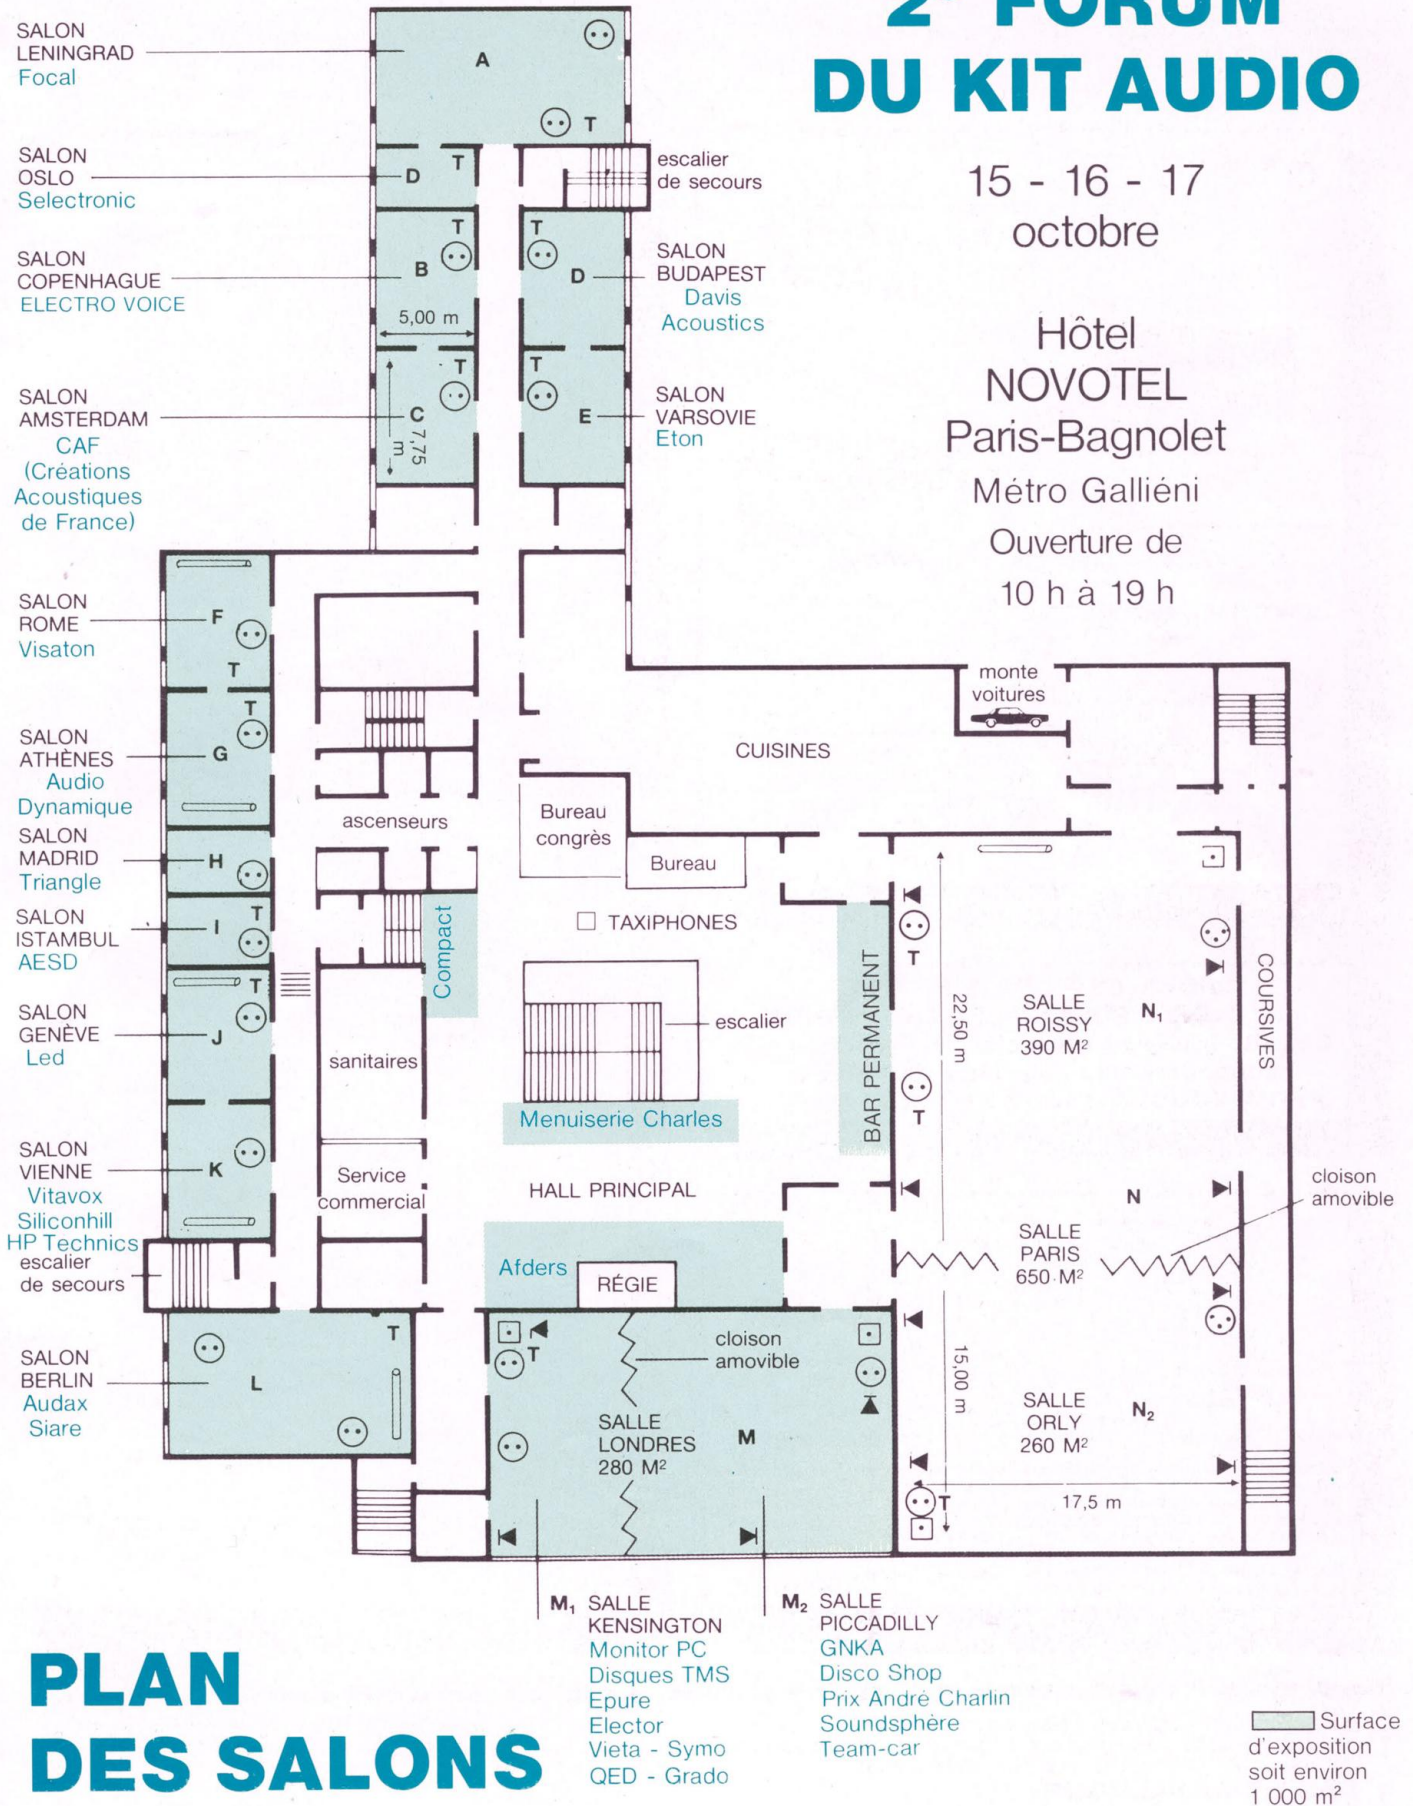 2e FORUM
DU KIT AUDIO
15 - 16 - 17
octobre
Hôtel
NOVOTEL
Paris-Bagnolet
Métro Galliéni
Ouverture de
10 h à 19 h
SALON
LENINGRAD
Focal
A
T
SALON
OSLO
Selectronic
D
T
escalier
de secours
SALON
COPENHAGUE
ELECTRO VOICE
B
T
5,00 m
T
D
SALON
BUDAPEST
Davis
Acoustics
SALON
AMSTERDAM
CAF
(Créations
Acoustiques
de France)
C
T
7,75
m
T
E
SALON
VARSOVIE
Eton
SALON
ROME
Visaton
F
T
SALON
ATHÈNES
Audio
Dynamique
G
T
SALON
MADRID
Triangle
H
SALON
ISTAMBUL
AESD
I
T
SALON
GENÈVE
Led
J
T
SALON
VIENNE
Vitavox
Siliconhill
HP Technics
K
escalier
de secours
SALON
BERLIN
Audax
Siare
L
T
ascenseurs
Compact
sanitaires
Service
commercial
monte
voitures
CUISINES
Bureau
congrès
Bureau
TAXIPHONES
escalier
Menuiserie Charles
BAR PERMANENT
HALL PRINCIPAL
Afders
RÉGIE
T
T
22,50 m
SALLE
ROISSY
390 M²
N1
COURSIVES
N
cloison
amovible
SALLE
PARIS
650 M²
15,00 m
SALLE
ORLY
260 M²
N2
T
17,5 m
T
cloison
amovible
SALLE
LONDRES
280 M²
M
M1 SALLE
KENSINGTON
Monitor PC
Disques TMS
Epure
Elector
Vieta - Symo
QED - Grado
M2 SALLE
PICCADILLY
GNKA
Disco Shop
Prix André Charlin
Soundsphère
Team-car
PLAN
DES SALONS
Surface
d'exposition
soit environ
1 000 m²